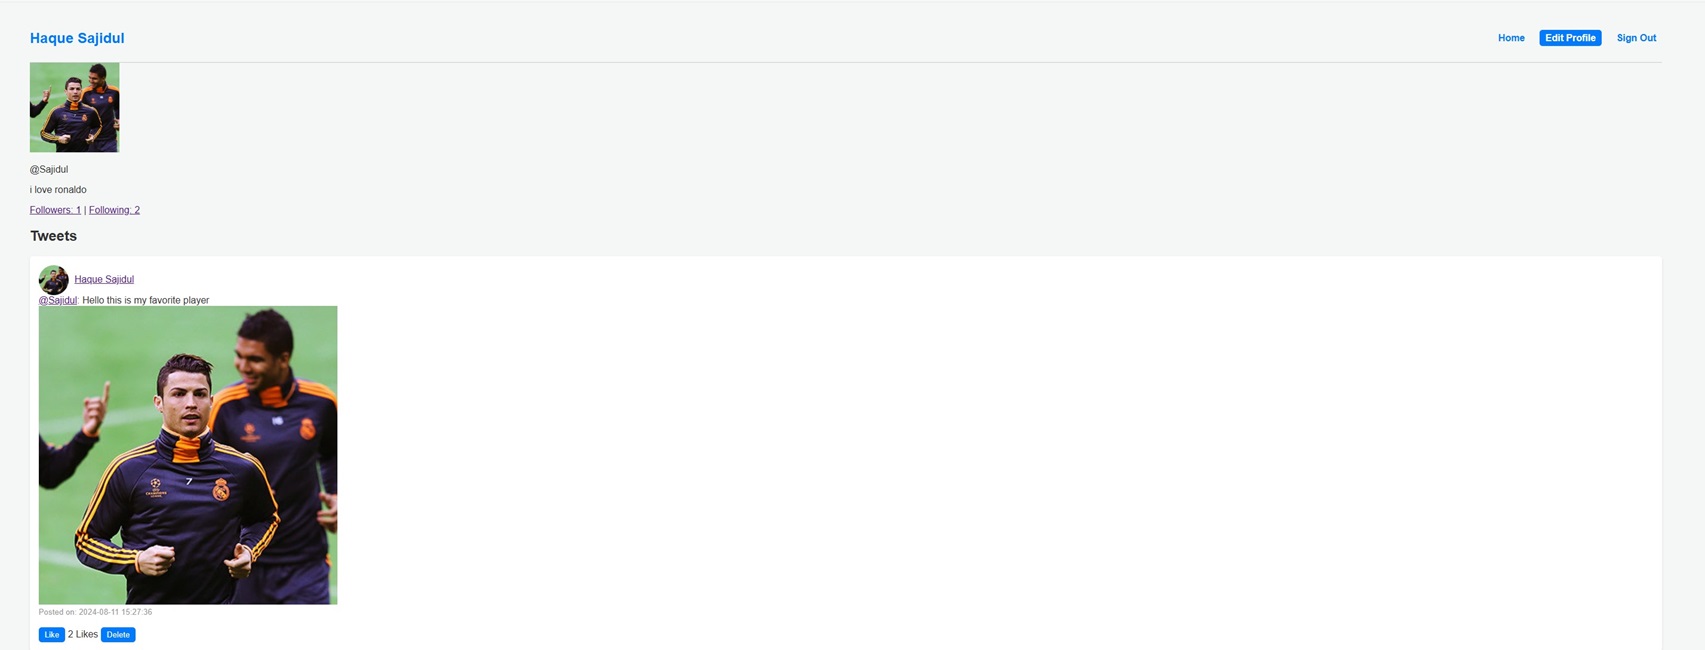 Haque Sajidul
Home Edit Profile Sign Out
@Sajidul
i love ronaldo
Followers: 1 | Following: 2
Tweets
Haque Sajidul
@Sajidul: Hello this is my favorite player
7
Posted on: 2024-08-11 15:27:36
Like 2 Likes Delete